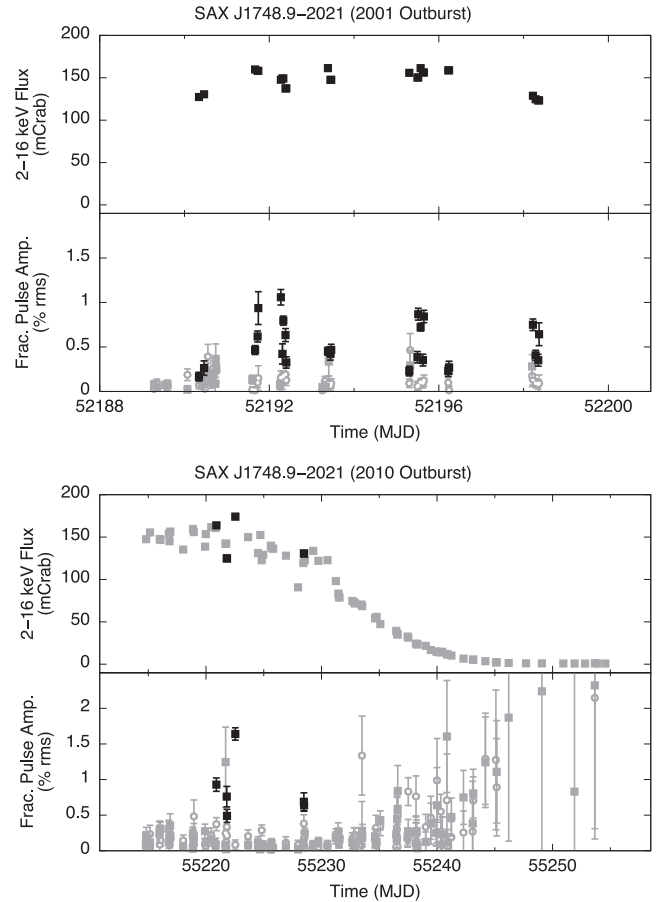 SAX J1748.9−2021 (2001 Outburst)
200
150
100
50
0
2−16 keV Flux
(mCrab)
1.5
1
0.5
0
Frac. Pulse Amp.
(% rms)
52188 52192 52196 52200
Time (MJD)
SAX J1748.9−2021 (2010 Outburst)
200
150
100
50
0
2−16 keV Flux
(mCrab)
2
1.5
1
0.5
0
Frac. Pulse Amp.
(% rms)
55220 55230 55240 55250
Time (MJD)